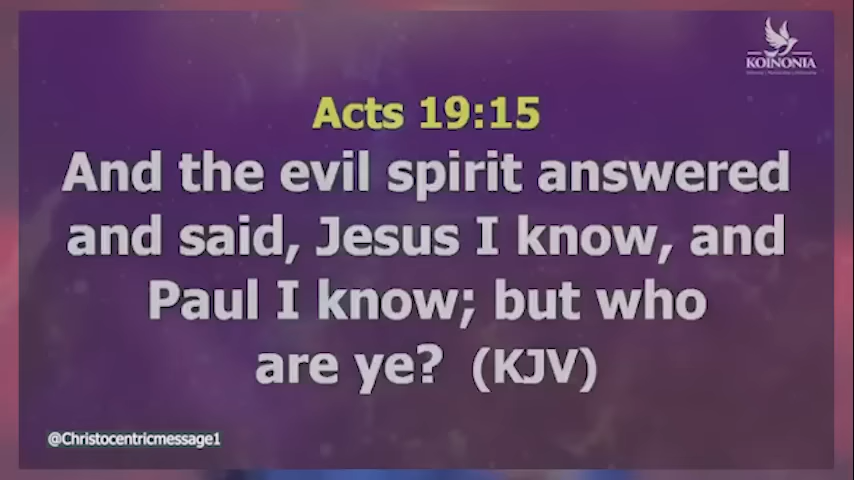 KOINONIA
Acts 19:15
And the evil spirit answered
and said, Jesus I know, and
Paul I know; but who
are ye? (KJV)
@Christocentricmessage1